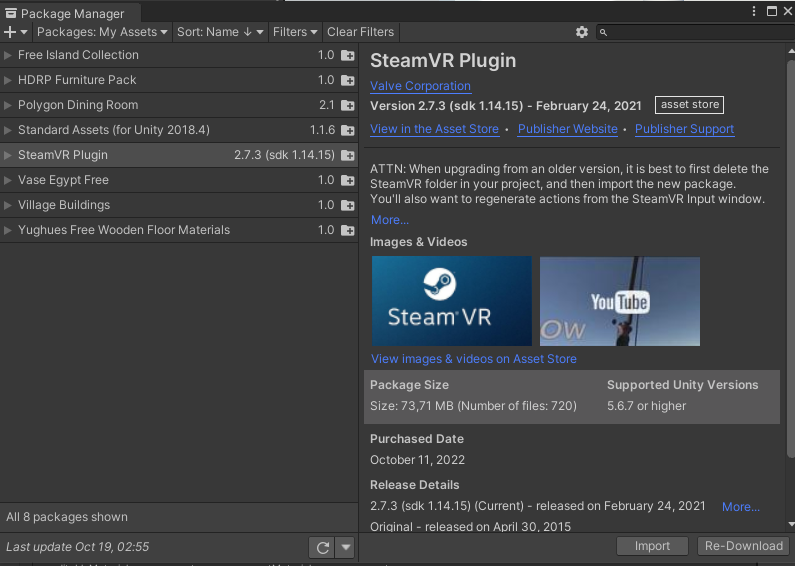 Package Manager
Packages: My Assets Sort: Name Filters Clear Filters
Free Island Collection 1.0
HDRP Furniture Pack 1.0
Polygon Dining Room 2.1
Standard Assets (for Unity 2018.4) 1.1.6
SteamVR Plugin 2.7.3 (sdk 1.14.15)
Vase Egypt Free 1.0
Village Buildings 1.0
Yughues Free Wooden Floor Materials 1.0
All 8 packages shown
Last update Oct 19, 02:55
SteamVR Plugin
Valve Corporation
Version 2.7.3 (sdk 1.14.15) - February 24, 2021 asset store
View in the Asset Store • Publisher Website • Publisher Support
ATTN: When upgrading from an older version, it is best to first delete the
SteamVR folder in your project, and then import the new package.
You'll also want to regenerate actions from the SteamVR Input window.
More...
Images & Videos
Steam®VR
YouTube
Ow
View images & videos on Asset Store
Package Size Supported Unity Versions
Size: 73,71 MB (Number of files: 720) 5.6.7 or higher
Purchased Date
October 11, 2022
Release Details
2.7.3 (sdk 1.14.15) (Current) - released on February 24, 2021 More...
Original - released on April 30, 2015
Import Re-Download